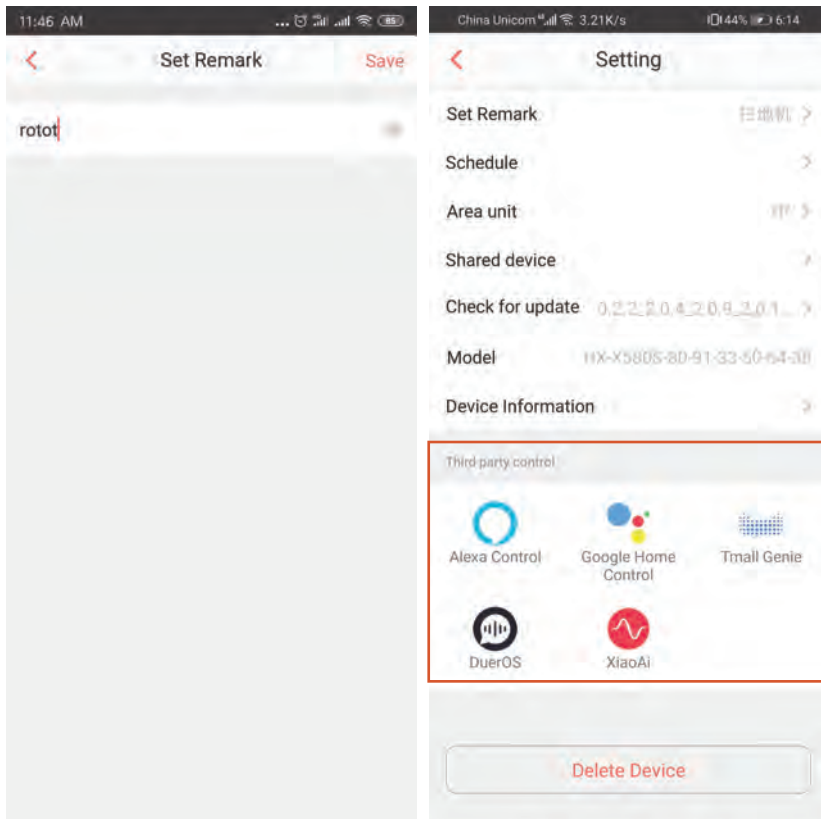 11:46 AM
... 85
Set Remark
Save
rotot
China Unicom 3.21K/s
44% 6:14
Setting
Set Remark 扫地机
Schedule
Area unit
Shared device
Check for update
Model
Device Information
Third party control
Alexa Control
Google Home
Control
Tmall Genie
DuerOS
XiaoAi
Delete Device